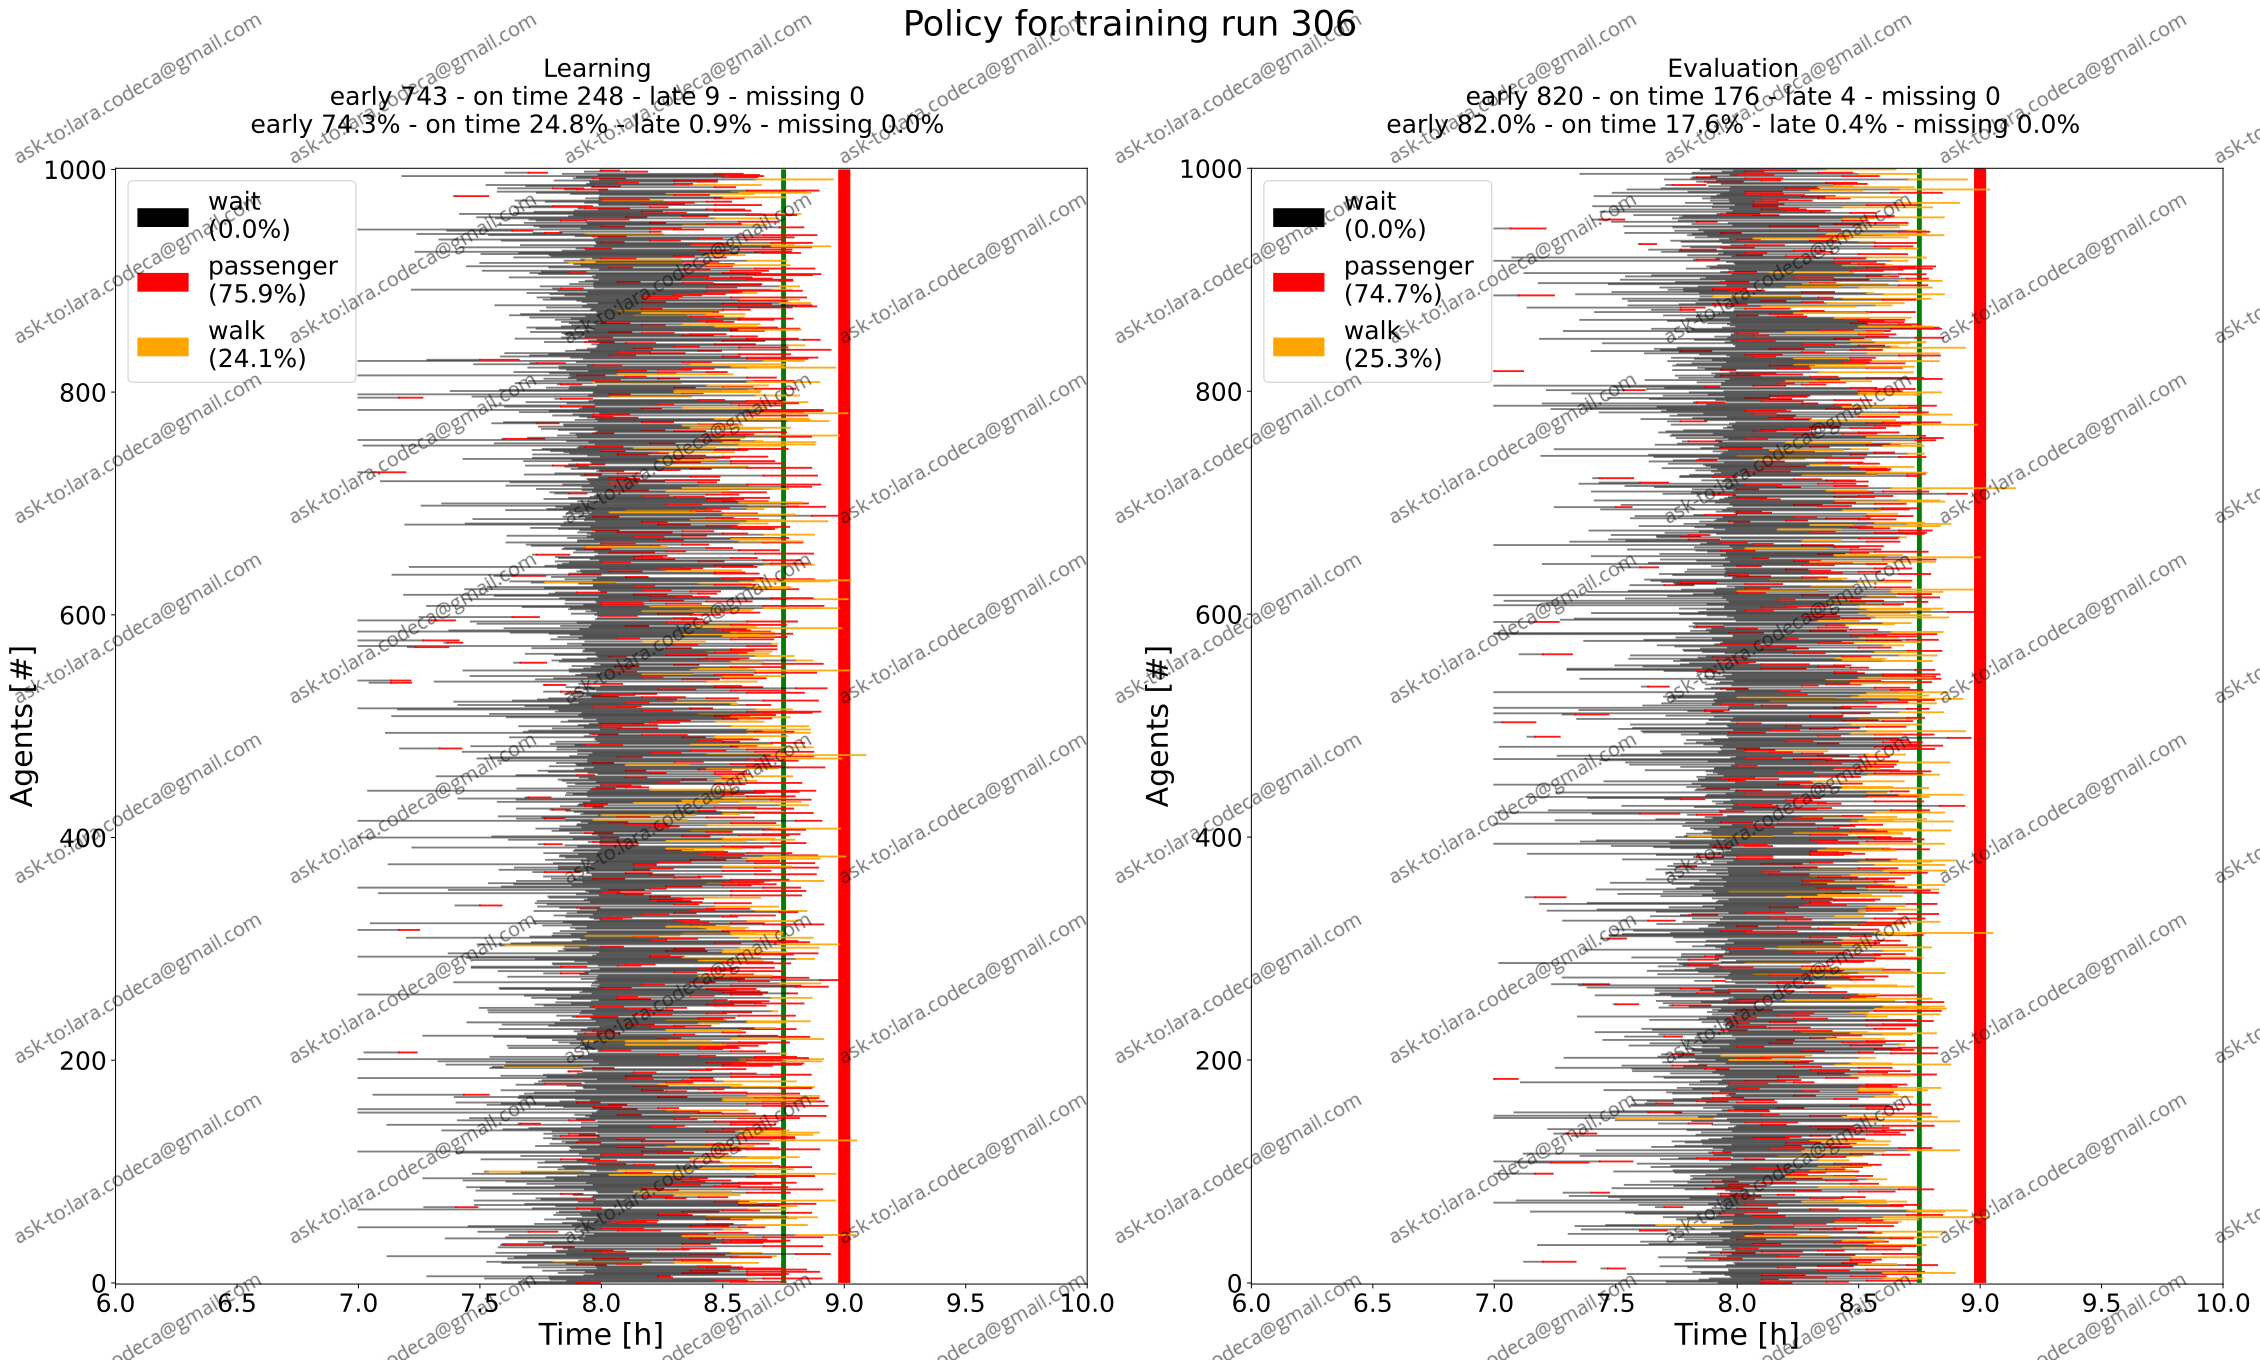 Policy for training run 306
Learning
early 743 - on time 248 - late 9 - missing 0
early 74.3% - on time 24.8% - late 0.9% - missing 0.0%
wait
(0.0%)
passenger
(75.9%)
walk
(24.1%)
Agents [#]
1000
800
600
400
200
0
6.0 6.5 7.0 7.5 8.0 8.5 9.0 9.5 10.0
Time [h]
Evaluation
early 820 - on time 176 - late 4 - missing 0
early 82.0% - on time 17.6% - late 0.4% - missing 0.0%
wait
(0.0%)
passenger
(74.7%)
walk
(25.3%)
Agents [#]
1000
800
600
400
200
0
6.0 6.5 7.0 7.5 8.0 8.5 9.0 9.5 10.0
Time [h]
ask-to:lara.codeca@gmail.com